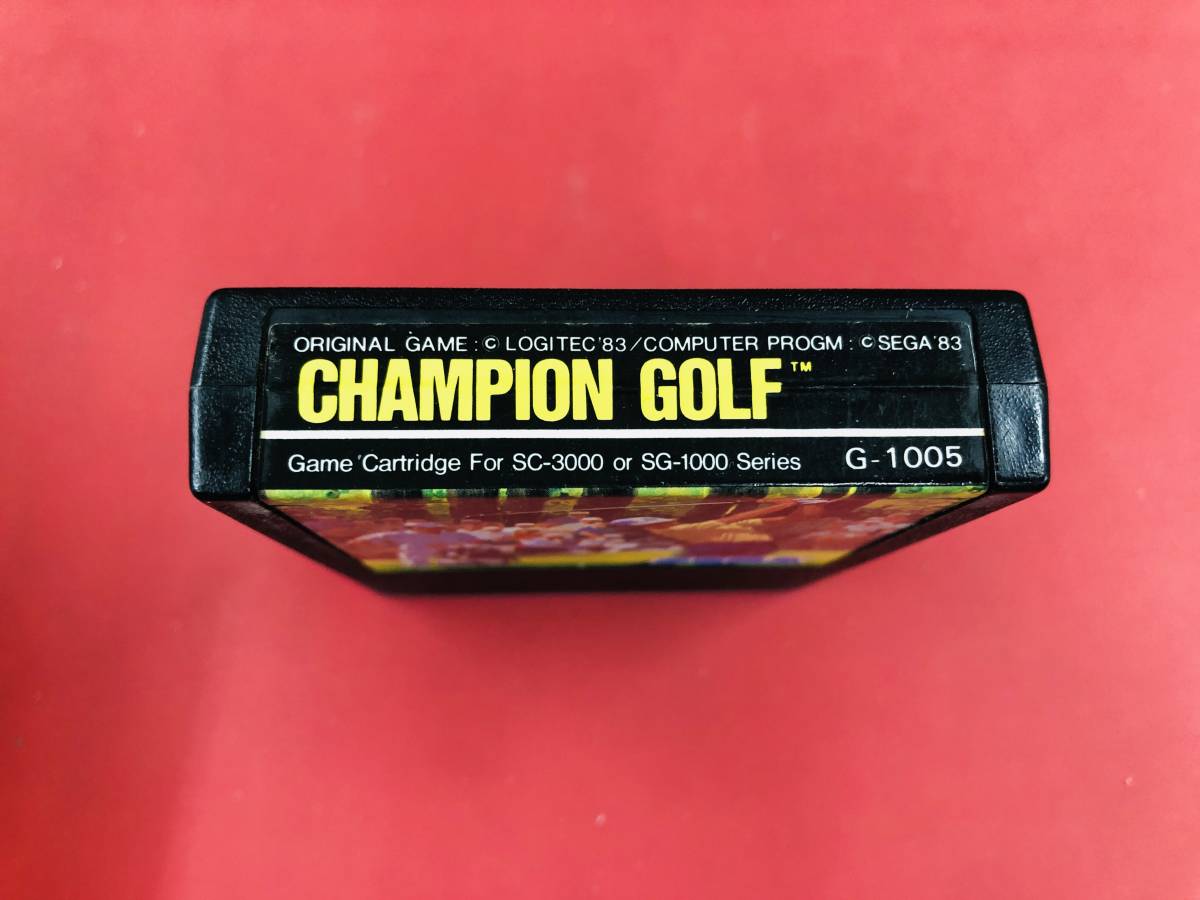 ORIGINAL GAME : © LOGITEC '83 / COMPUTER PROGM : © SEGA '83
CHAMPION GOLF™
Game Cartridge For SC-3000 or SG-1000 Series G-1005